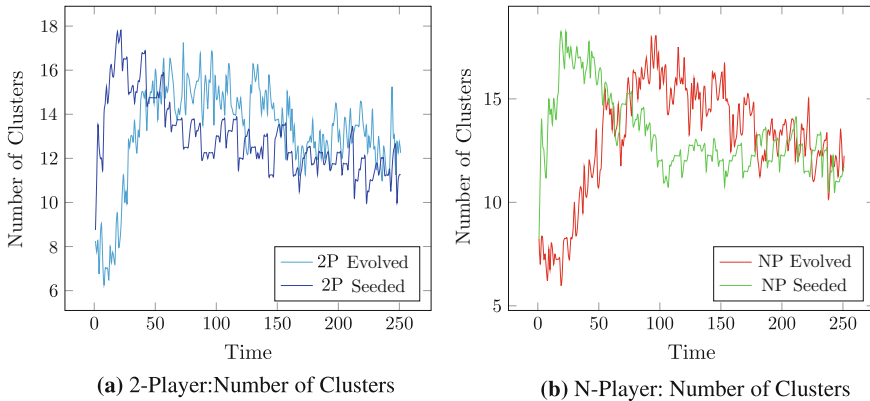 Number of Clusters
18
16
14
12
10
8
6
0
50
100
150
200
250
Time
2P Evolved
2P Seeded
(a) 2-Player:Number of Clusters
Number of Clusters
15
10
5
0
50
100
150
200
250
Time
NP Evolved
NP Seeded
(b) N-Player: Number of Clusters